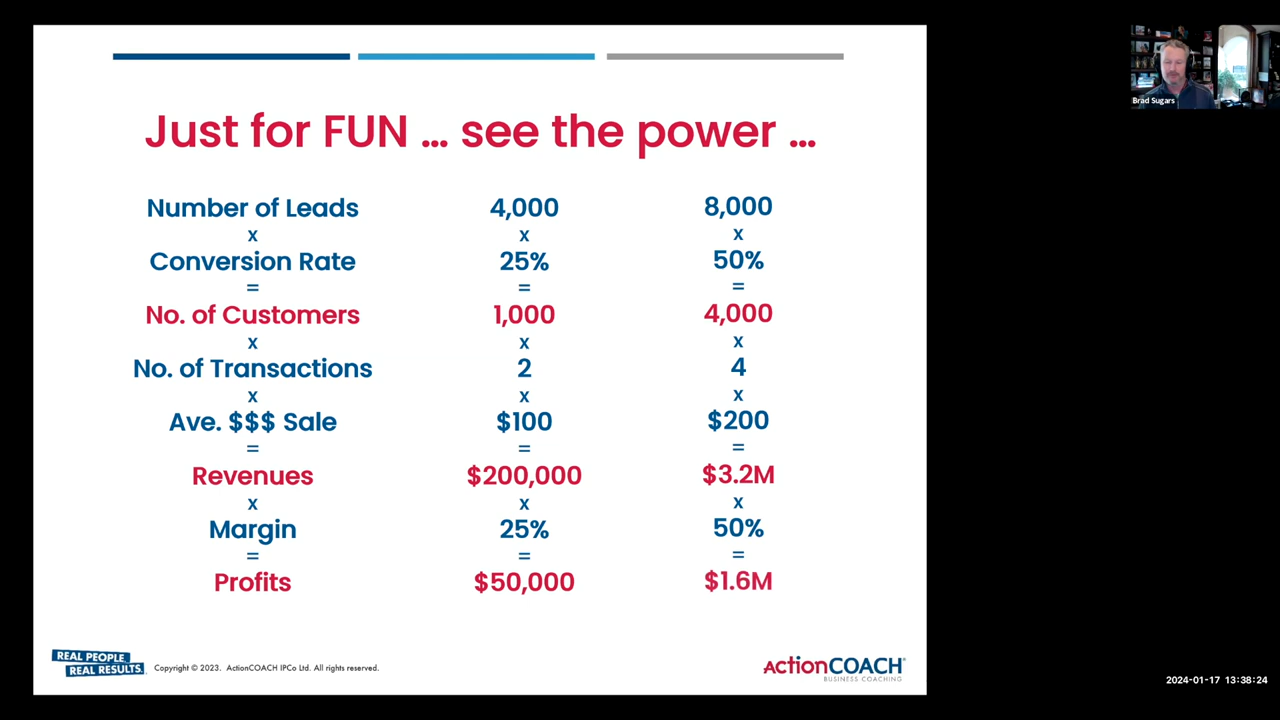 Just for FUN ... see the power ...
Number of Leads 4,000 8,000
x x x
Conversion Rate 25% 50%
= = =
No. of Customers 1,000 4,000
x x x
No. of Transactions 2 4
x x x
Ave. $$$ Sale $100 $200
= = =
Revenues $200,000 $3.2M
x x x
Margin 25% 50%
= = =
Profits $50,000 $1.6M
REAL PEOPLE.
REAL RESULTS.
Copyright © 2023. ActionCOACH IPCo Ltd. All rights reserved.
actionCOACH®
BUSINESS COACHING
Brad Sugars
2024-01-17 13:38:24